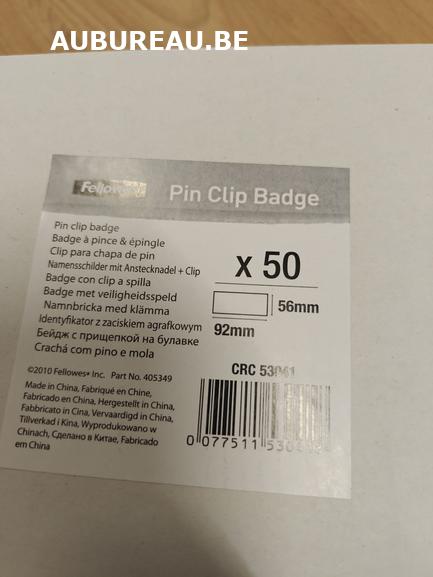 AUBUREAU.BE
Fellowes
Pin Clip Badge
Pin clip badge
Badge à pince & épingle
Clip para chapa de pin
Namensschilder mit Anstecknadel + Clip
Badge con clip a spilla
Badge met veiligheidsspeld
Namnbricka med klämma
Identyfikator z zaciskiem agrafkowym
Бейдж с прищепкой на булавке
Crachá com pino e mola
x 50
56mm
92mm
©2010 Fellowes Inc. Part No. 405349
Made in China, Fabriqué en Chine,
Fabricado en China, Hergestellt in China,
Fabbricato in Cina, Vervaardigd in China,
Tillverkad i Kina, Wyprodukowano w
Chinach, Сделано в Китае, Fabricado
em China
CRC
0 077511